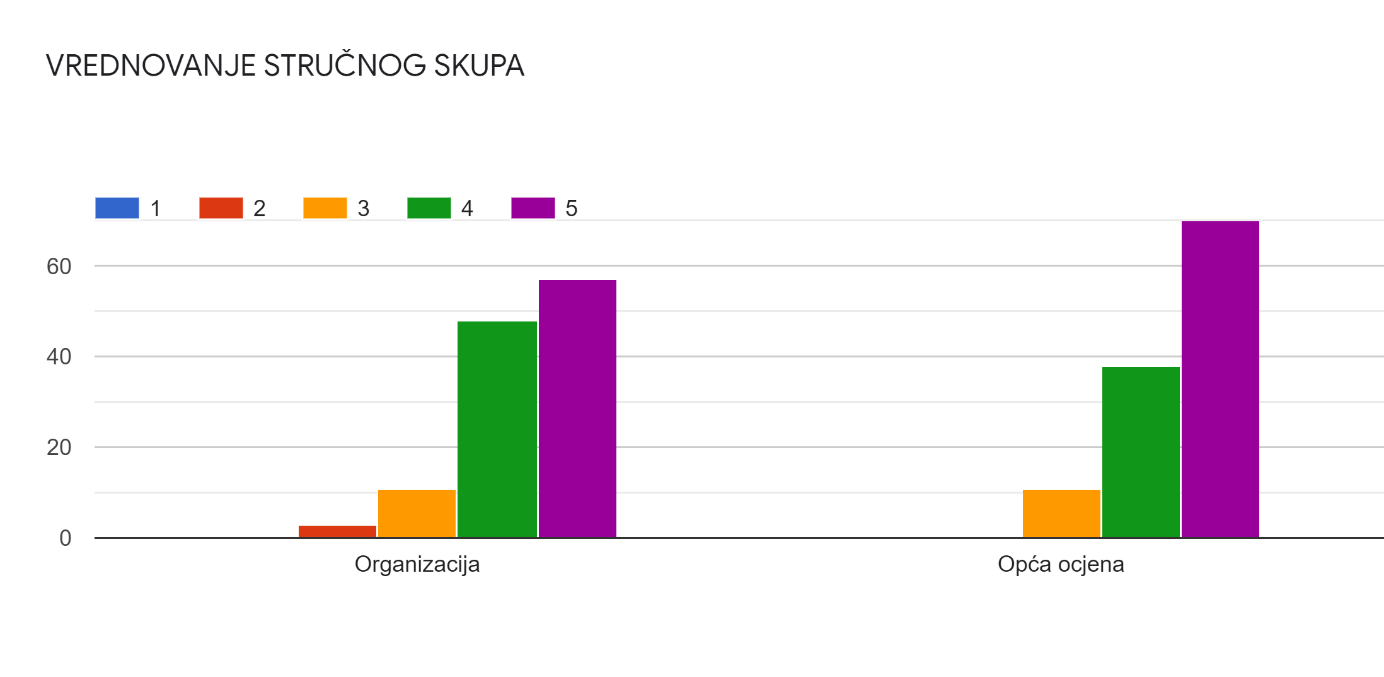 VREDNOVANJE STRUČNOG SKUPA
1 2 3 4 5
60
40
20
0
Organizacija Opća ocjena